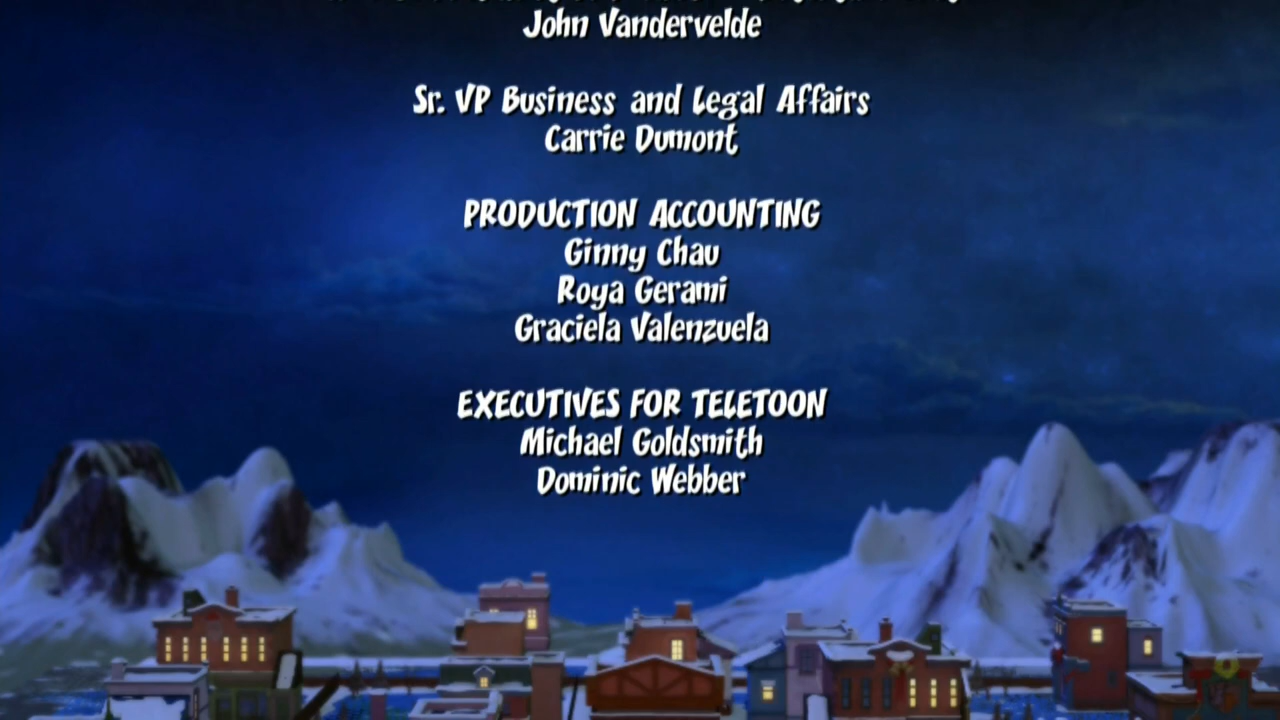 John Vandervelde
Sr. VP Business and Legal Affairs
Carrie Dumont
PRODUCTION ACCOUNTING
Ginny Chau
Roya Gerami
Graciela Valenzuela
EXECUTIVES FOR TELETOON
Michael Goldsmith
Dominic Webber